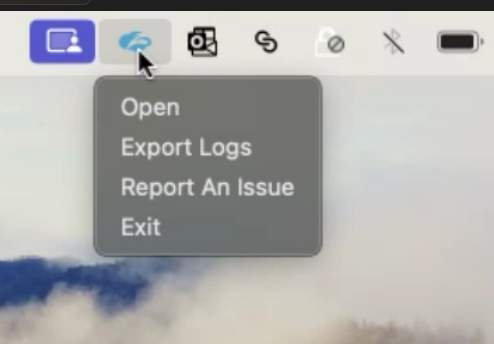 Open
Export Logs
Report An Issue
Exit